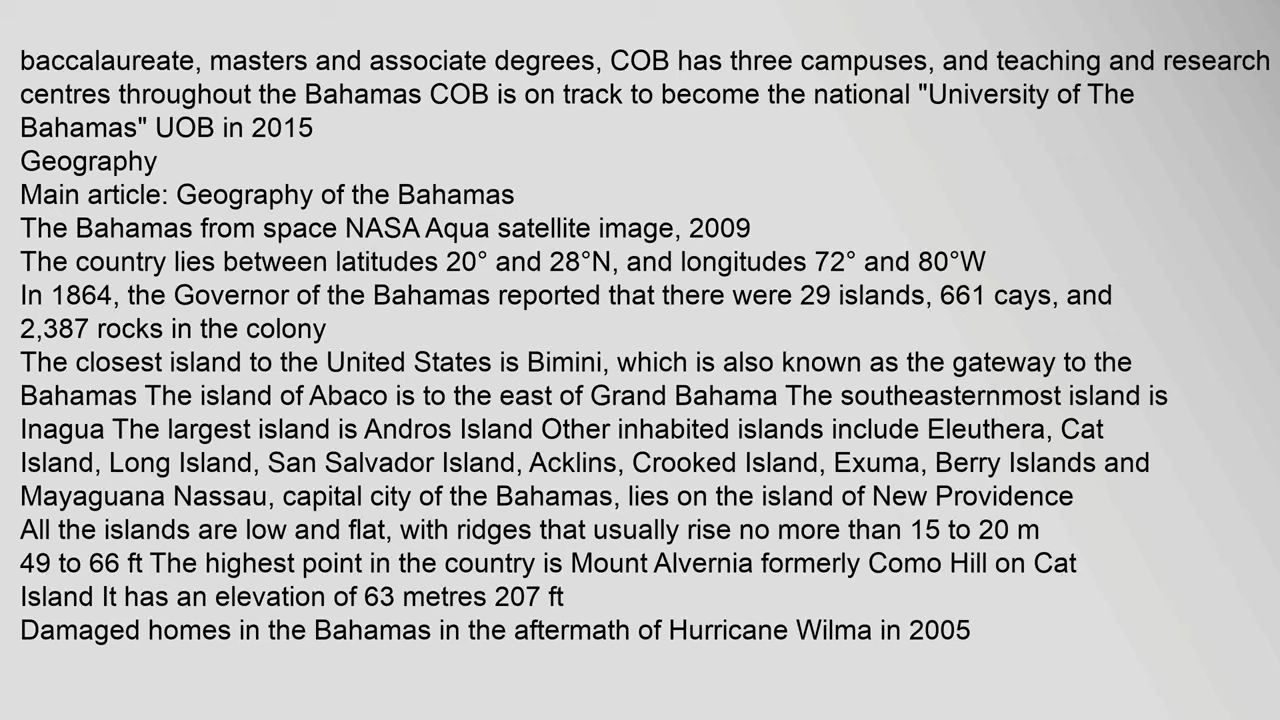 baccalaureate, masters and associate degrees, COB has three campuses, and teaching and research
centres throughout the Bahamas COB is on track to become the national "University of The
Bahamas" UOB in 2015
Geography
Main article: Geography of the Bahamas
The Bahamas from space NASA Aqua satellite image, 2009
The country lies between latitudes 20° and 28°N, and longitudes 72° and 80°W
In 1864, the Governor of the Bahamas reported that there were 29 islands, 661 cays, and
2,387 rocks in the colony
The closest island to the United States is Bimini, which is also known as the gateway to the
Bahamas The island of Abaco is to the east of Grand Bahama The southeasternmost island is
Inagua The largest island is Andros Island Other inhabited islands include Eleuthera, Cat
Island, Long Island, San Salvador Island, Acklins, Crooked Island, Exuma, Berry Islands and
Mayaguana Nassau, capital city of the Bahamas, lies on the island of New Providence
All the islands are low and flat, with ridges that usually rise no more than 15 to 20 m
49 to 66 ft The highest point in the country is Mount Alvernia formerly Como Hill on Cat
Island It has an elevation of 63 metres 207 ft
Damaged homes in the Bahamas in the aftermath of Hurricane Wilma in 2005